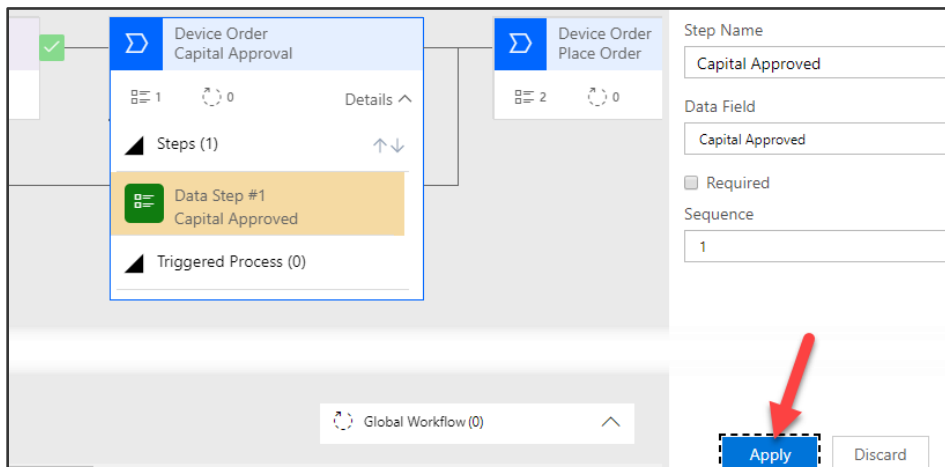 Device Order
Capital Approval
1
0
Details
Steps (1)
Data Step #1
Capital Approved
Triggered Process (0)
Device Order
Place Order
2
0
Global Workflow (0)
Step Name
Capital Approved
Data Field
Capital Approved
Required
Sequence
1
Apply
Discard